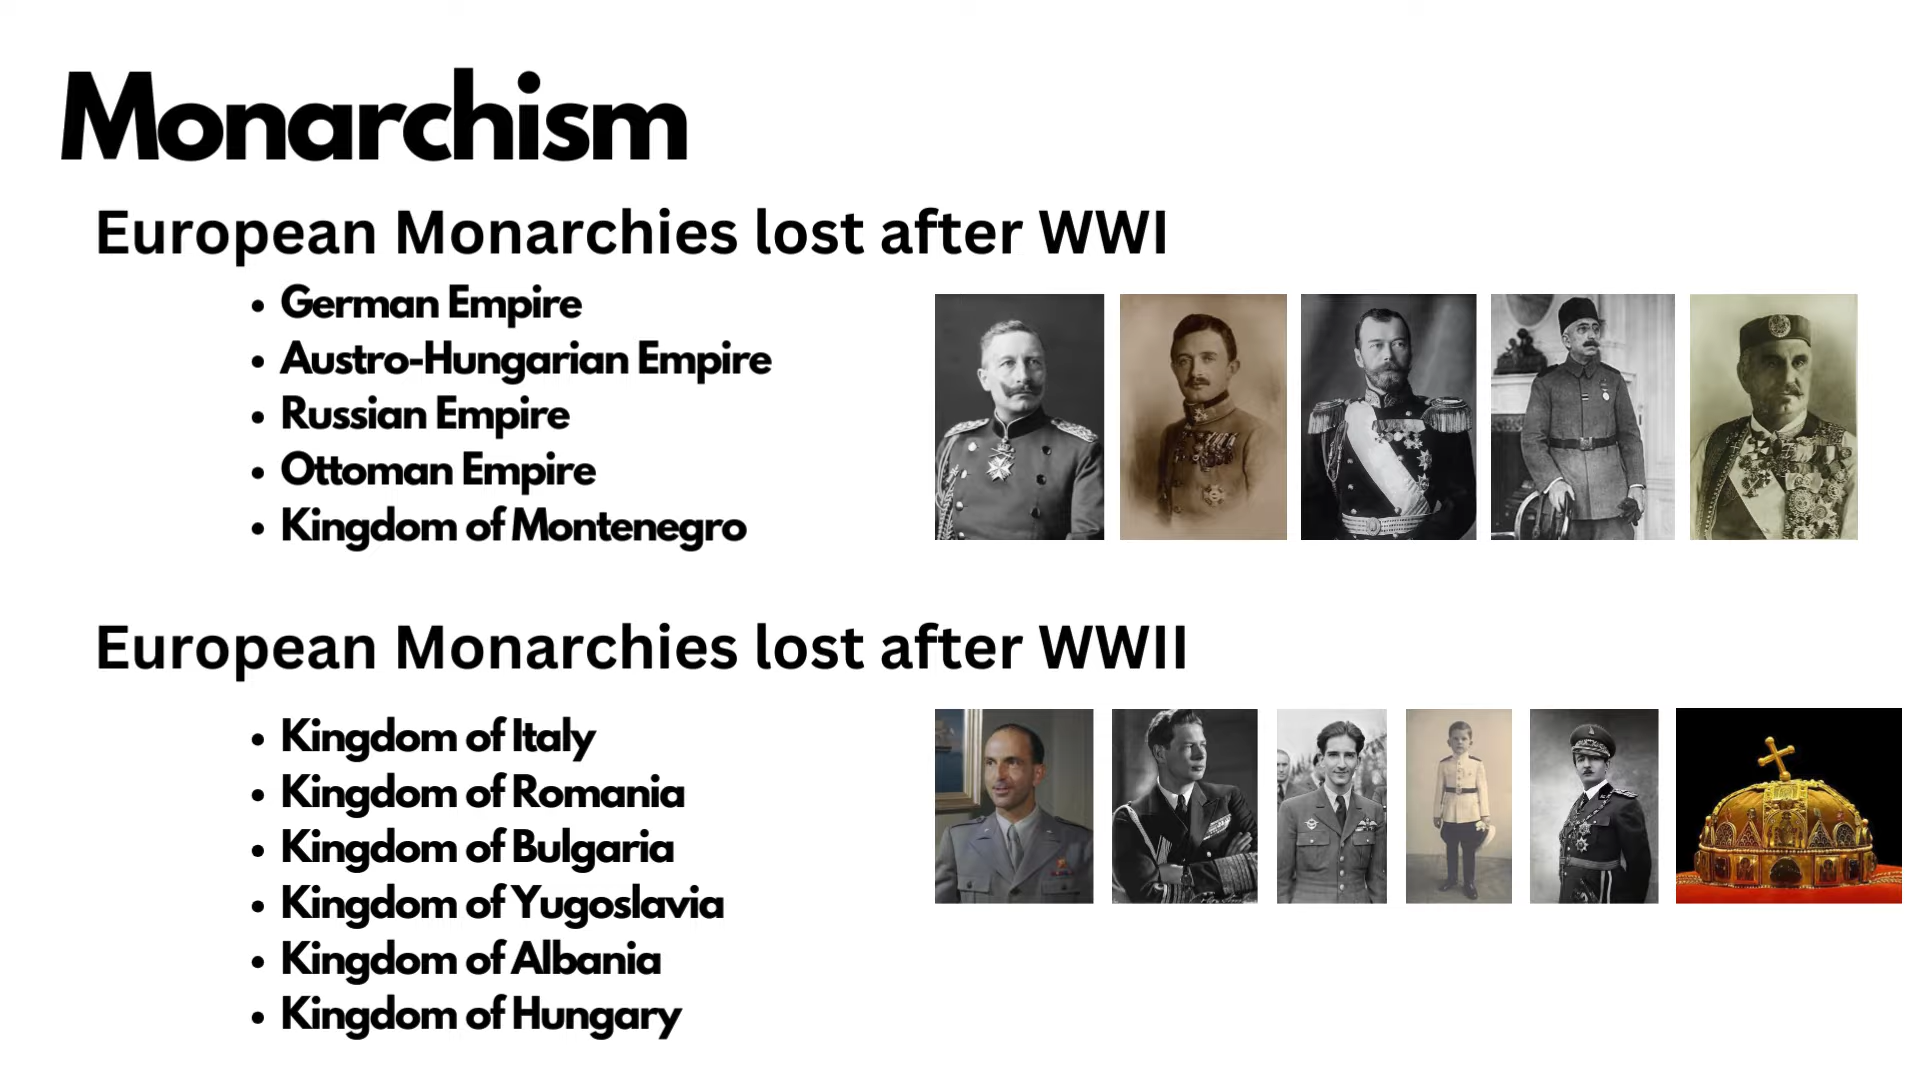 Monarchism
European Monarchies lost after WWI
• German Empire
• Austro-Hungarian Empire
• Russian Empire
• Ottoman Empire
• Kingdom of Montenegro
European Monarchies lost after WWII
• Kingdom of Italy
• Kingdom of Romania
• Kingdom of Bulgaria
• Kingdom of Yugoslavia
• Kingdom of Albania
• Kingdom of Hungary